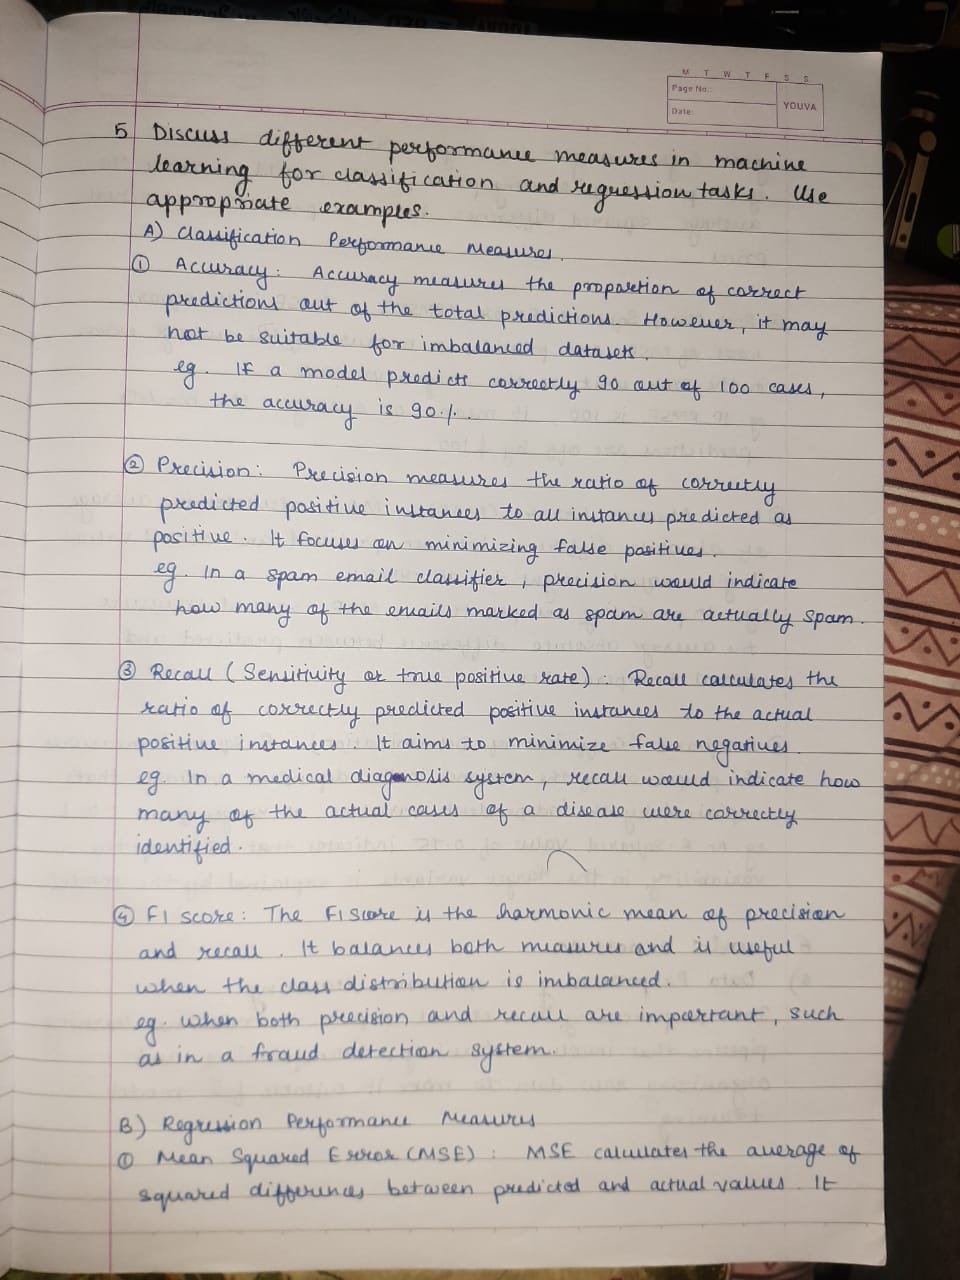 M T W T F S S
Page No.:
Date:
YOUVA
5 Discuss different performance measures in machine
learning for classification and regression tasks. Use
appropriate examples.
A) Classification Performance Measures.
① Accuracy: Accuracy measures the proportion of correct
predictions out of the total predictions. However, it may
not be suitable for imbalanced datasets.
eg. If a model predicts correctly 90 out of 100 cases,
the accuracy is 90%.
② Precision: Precision measures the ratio of correctly
predicted positive instances to all instances predicted as
positive. It focuses on minimizing false positives.
eg. In a spam email classifier, precision would indicate
how many of the emails marked as spam are actually spam.
③ Recall (Sensitivity or true positive rate): Recall calculates the
ratio of correctly predicted positive instances to the actual
positive instances. It aims to minimize false negatives.
eg. In a medical diagnosis system, recall would indicate how
many of the actual cases of a disease were correctly
identified.
④ F1 score: The F1 score is the harmonic mean of precision
and recall. It balances both measures and is useful
when the class distribution is imbalanced.
eg. when both precision and recall are important, such
as in a fraud detection system.
B) Regression Performance Measures
① Mean Squared Error (MSE): MSE calculates the average of
squared differences between predicted and actual values. It